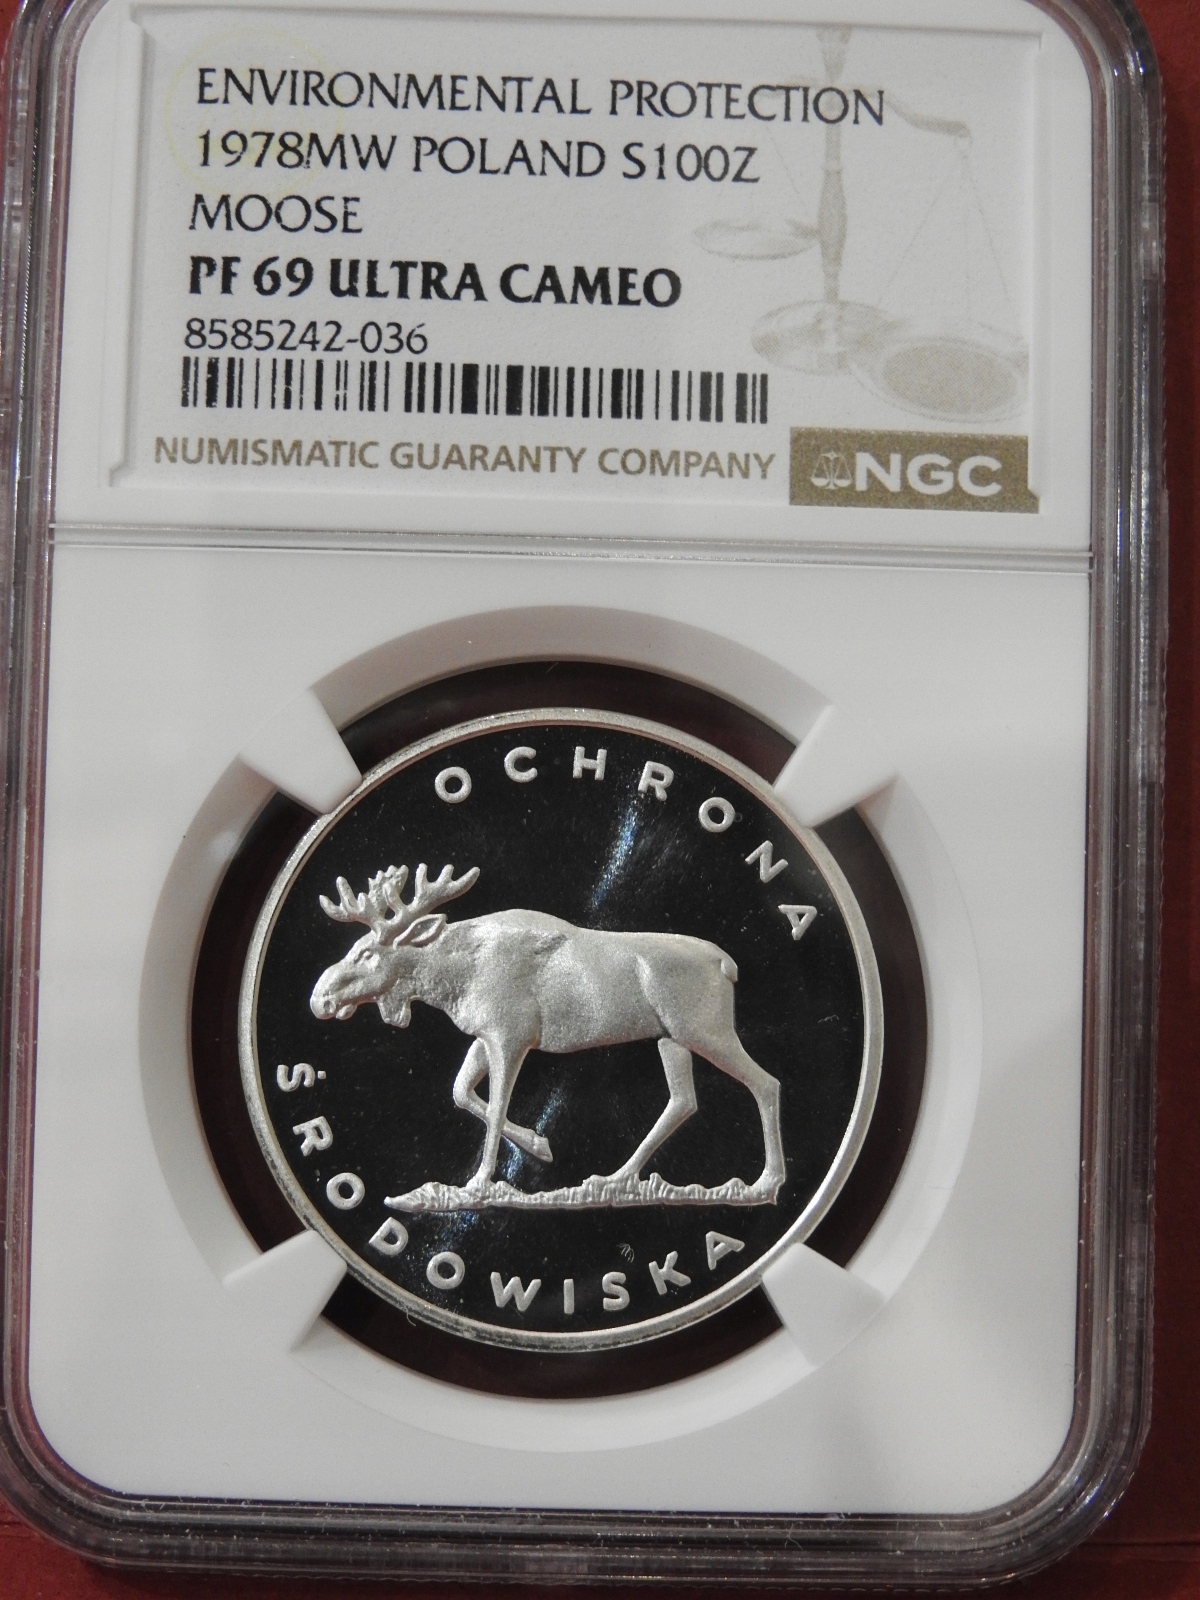 ENVIRONMENTAL PROTECTION
1978MW POLAND S100Z
MOOSE
PF 69 ULTRA CAMEO
8585242-036
NUMISMATIC GUARANTY COMPANY NGC
OCHRONA
ŚRODOWISKA